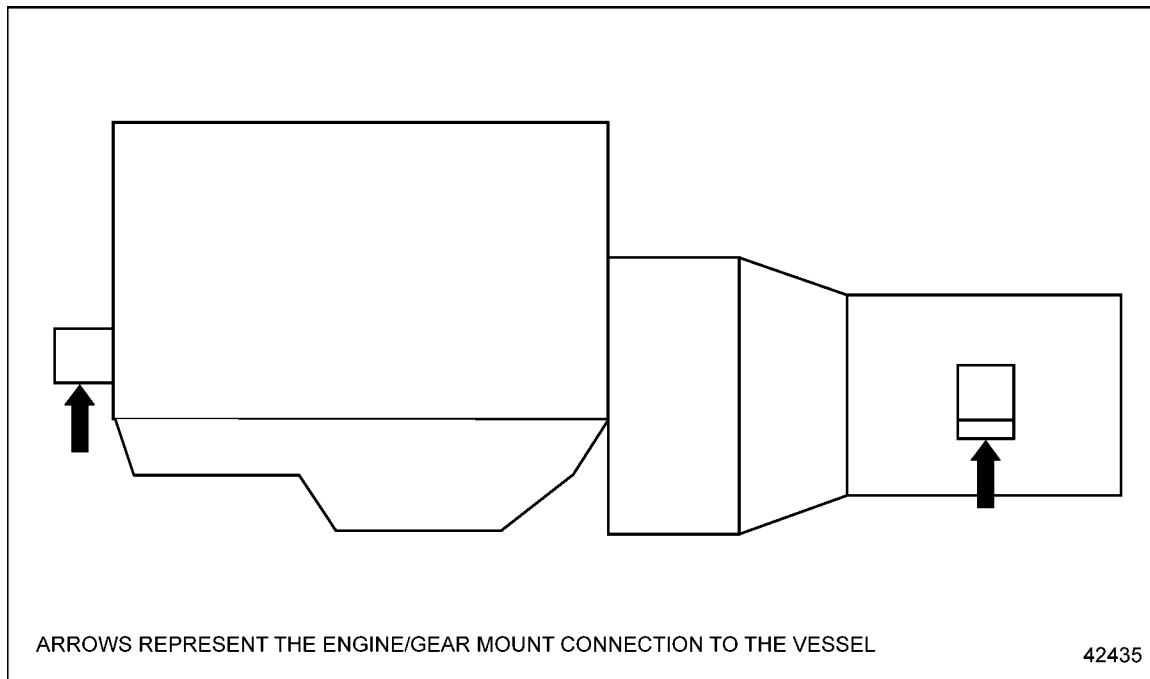 ARROWS REPRESENT THE ENGINE/GEAR MOUNT CONNECTION TO THE VESSEL
42435